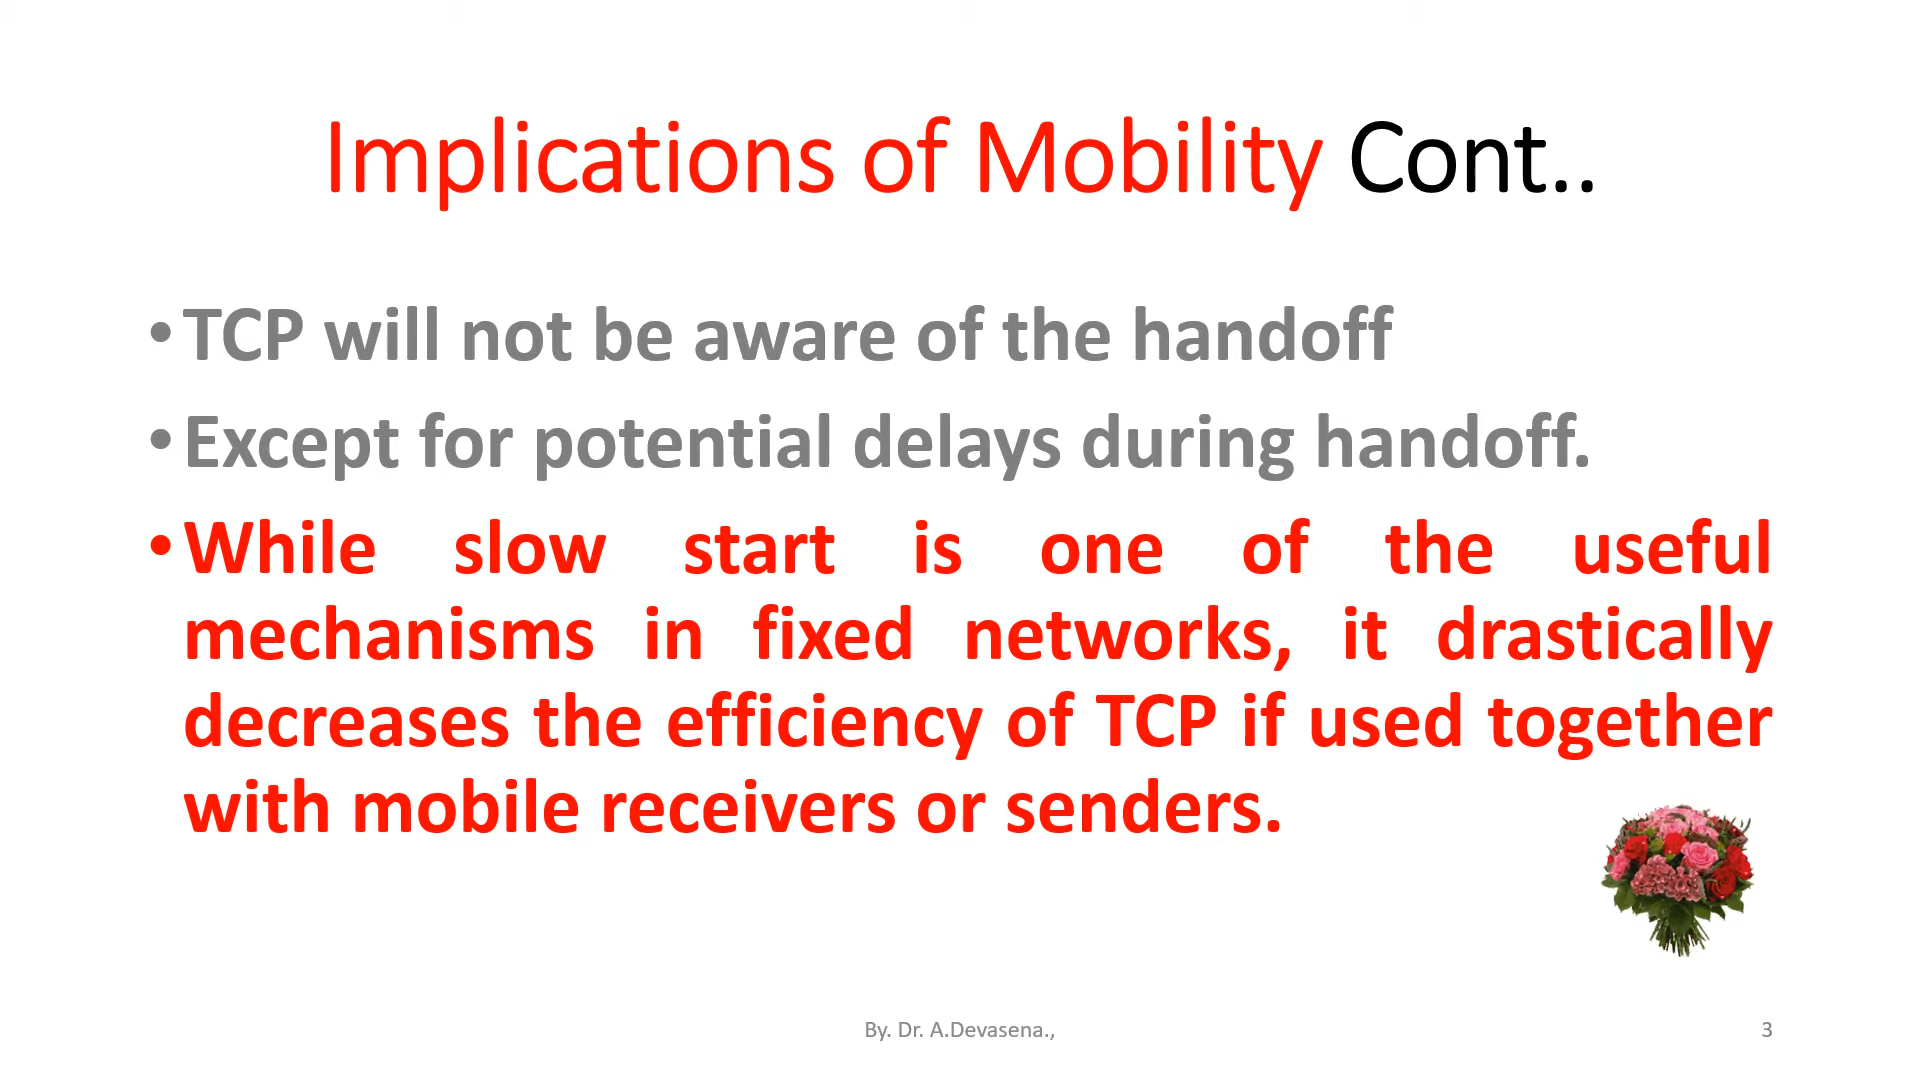 Implications of Mobility Cont..
•TCP will not be aware of the handoff
•Except for potential delays during handoff.
•While slow start is one of the useful
mechanisms in fixed networks, it drastically
decreases the efficiency of TCP if used together
with mobile receivers or senders.
By. Dr. A.Devasena.,
3